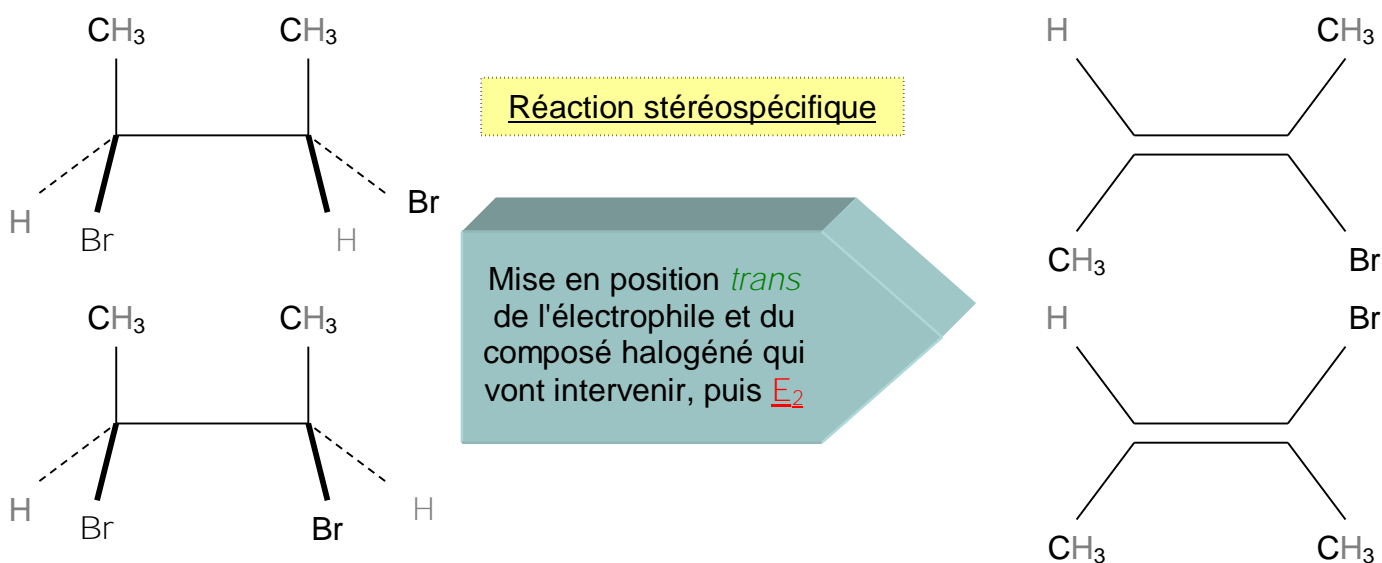 CH₃ CH₃
H Br H Br
CH₃ CH₃
H Br Br H
Réaction stéréospécifique
Mise en position trans
de l'électrophile et du
composé halogéné qui
vont intervenir, puis E₂
H CH₃
CH₃ Br
H Br
CH₃ CH₃